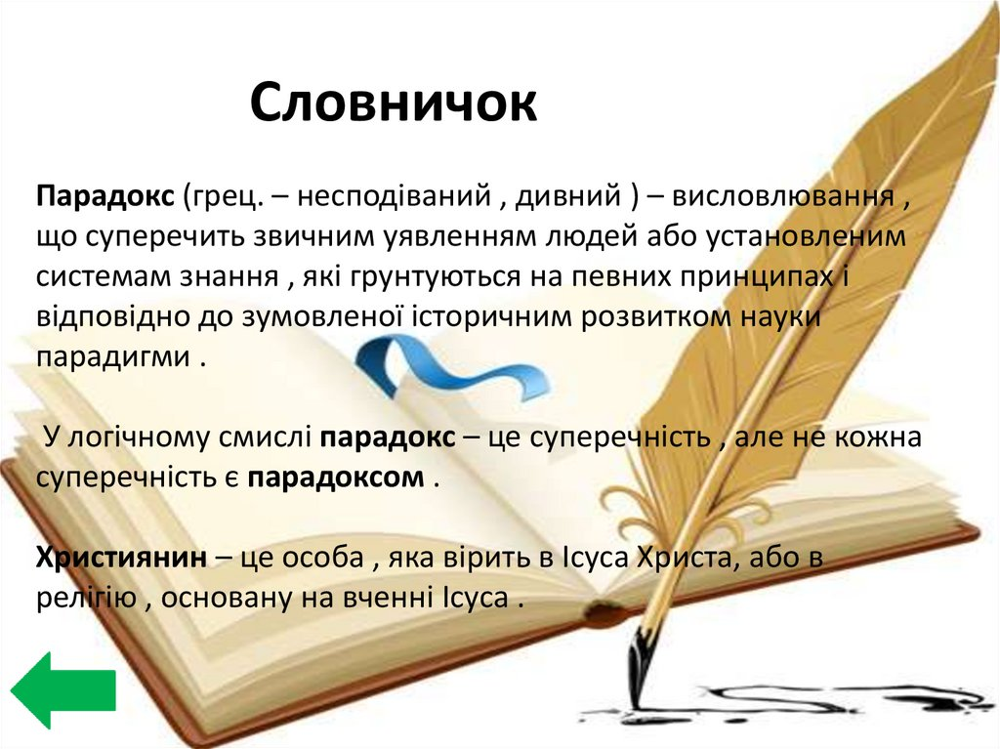 Словничок
Парадокс (грец. – несподіваний , дивний ) – висловлювання ,
що суперечить звичним уявленням людей або установленим
системам знання , які грунтуються на певних принципах і
відповідно до зумовленої історичним розвитком науки
парадигми .
У логічному смислі парадокс – це суперечність , але не кожна
суперечність є парадоксом .
Християнин – це особа , яка вірить в Ісуса Христа, або в
релігію , основану на вченні Ісуса .